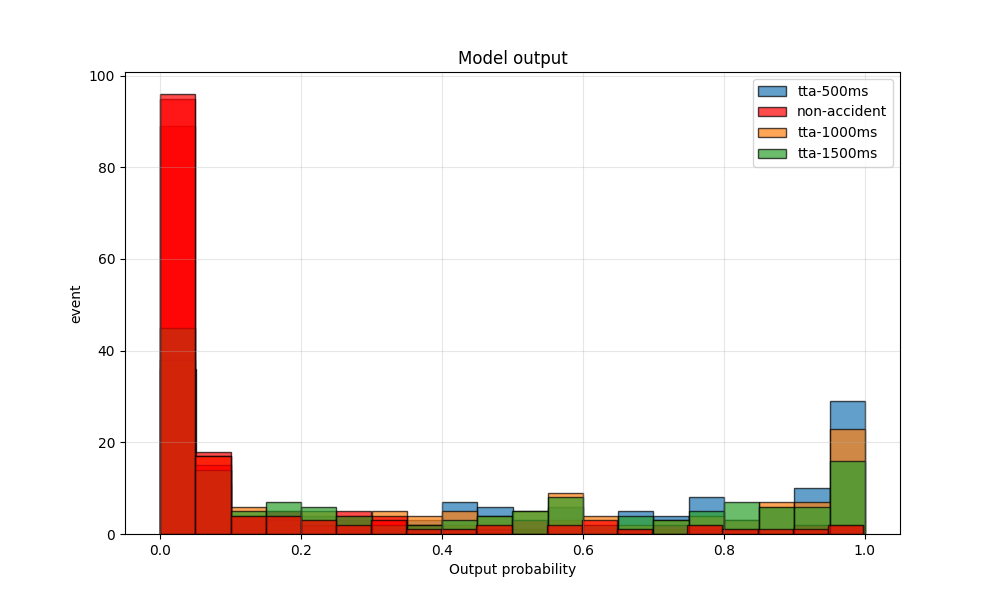 Model output
tta-500ms
non-accident
tta-1000ms
tta-1500ms
100
80
60
40
20
0
event
0.0 0.2 0.4 0.6 0.8 1.0
Output probability